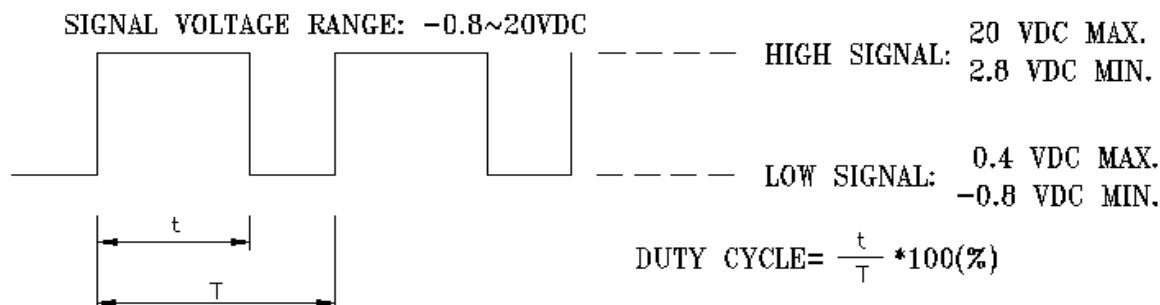 SIGNAL VOLTAGE RANGE: -0.8~20VDC
HIGH SIGNAL: 20 VDC MAX.
2.8 VDC MIN.
LOW SIGNAL: 0.4 VDC MAX.
-0.8 VDC MIN.
t
T
DUTY CYCLE= t/T *100(%)